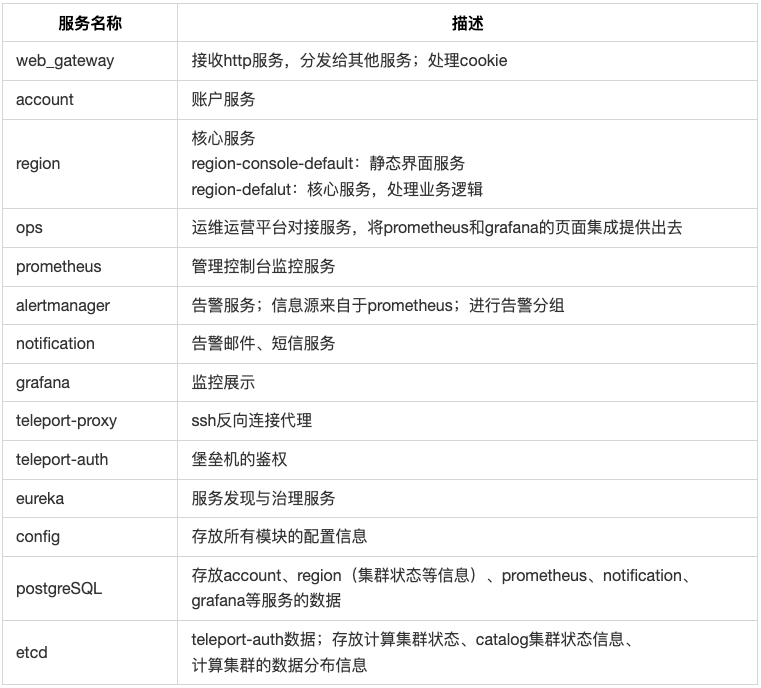 服务名称 描述
web_gateway 接收http服务，分发给其他服务；处理cookie
account 账户服务
核心服务
region region-console-default：静态界面服务
region-defalut：核心服务，处理业务逻辑
ops 运维运营平台对接服务，将prometheus和grafana的页面集成提供出去
prometheus 管理控制台监控服务
alertmanager 告警服务；信息源来自于prometheus；进行告警分组
notification 告警邮件、短信服务
grafana 监控展示
teleport-proxy ssh反向连接代理
teleport-auth 堡垒机的鉴权
eureka 服务发现与治理服务
config 存放所有模块的配置信息
postgreSQL 存放account、region（集群状态等信息）、prometheus、notification、
grafana等服务的数据
etcd teleport-auth数据；存放计算集群状态、catalog集群状态信息、
计算集群的数据分布信息